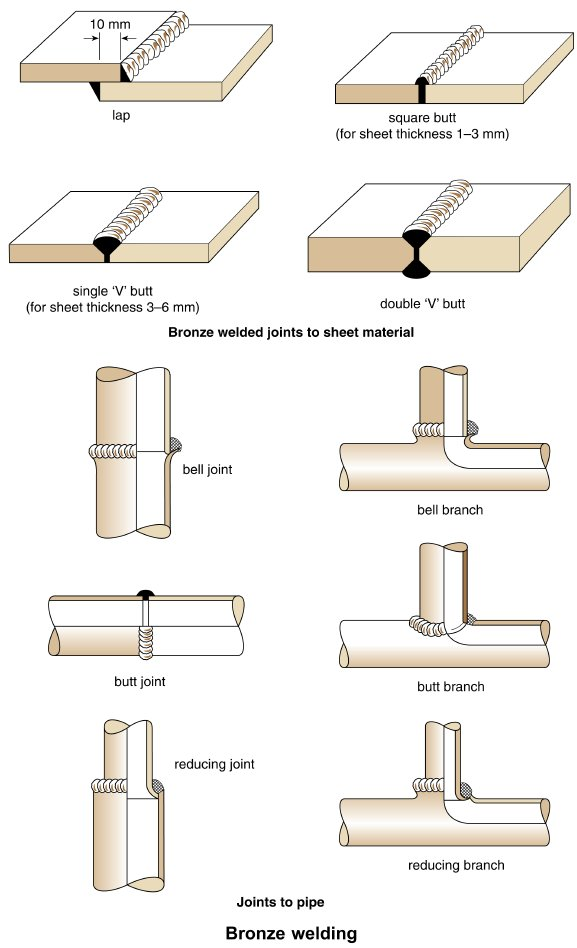 10 mm
lap
square butt
(for sheet thickness 1–3 mm)
single ‘V’ butt
(for sheet thickness 3–6 mm)
double ‘V’ butt
Bronze welded joints to sheet material
bell joint
bell branch
butt joint
butt branch
reducing joint
reducing branch
Joints to pipe
Bronze welding